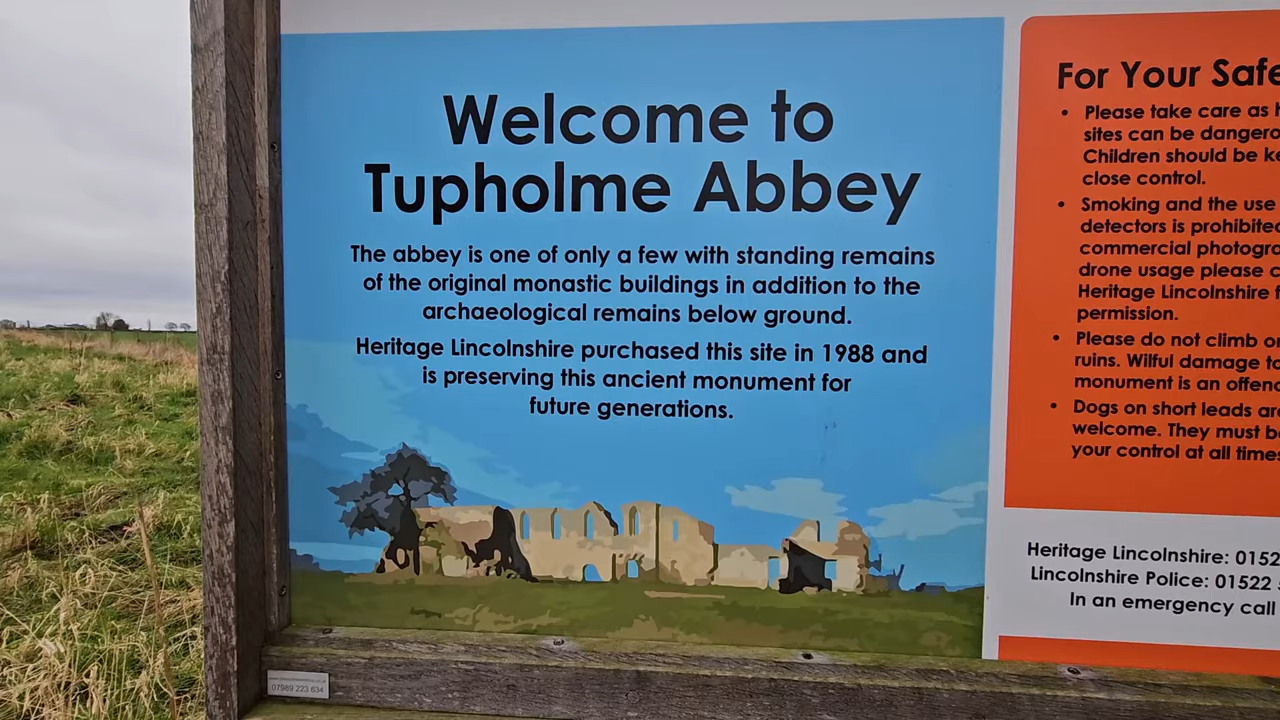 Welcome to
Tupholme Abbey
The abbey is one of only a few with standing remains
of the original monastic buildings in addition to the
archaeological remains below ground.
Heritage Lincolnshire purchased this site in 1988 and
is preserving this ancient monument for
future generations.
For Your Safe
• Please take care as h
sites can be dangero
Children should be ke
close control.
• Smoking and the use
detectors is prohibited
commercial photogra
drone usage please c
Heritage Lincolnshire f
permission.
• Please do not climb on
ruins. Wilful damage to
monument is an offenc
• Dogs on short leads are
welcome. They must be
your control at all times
Heritage Lincolnshire: 0152
Lincolnshire Police: 01522
In an emergency call
07989 223 634